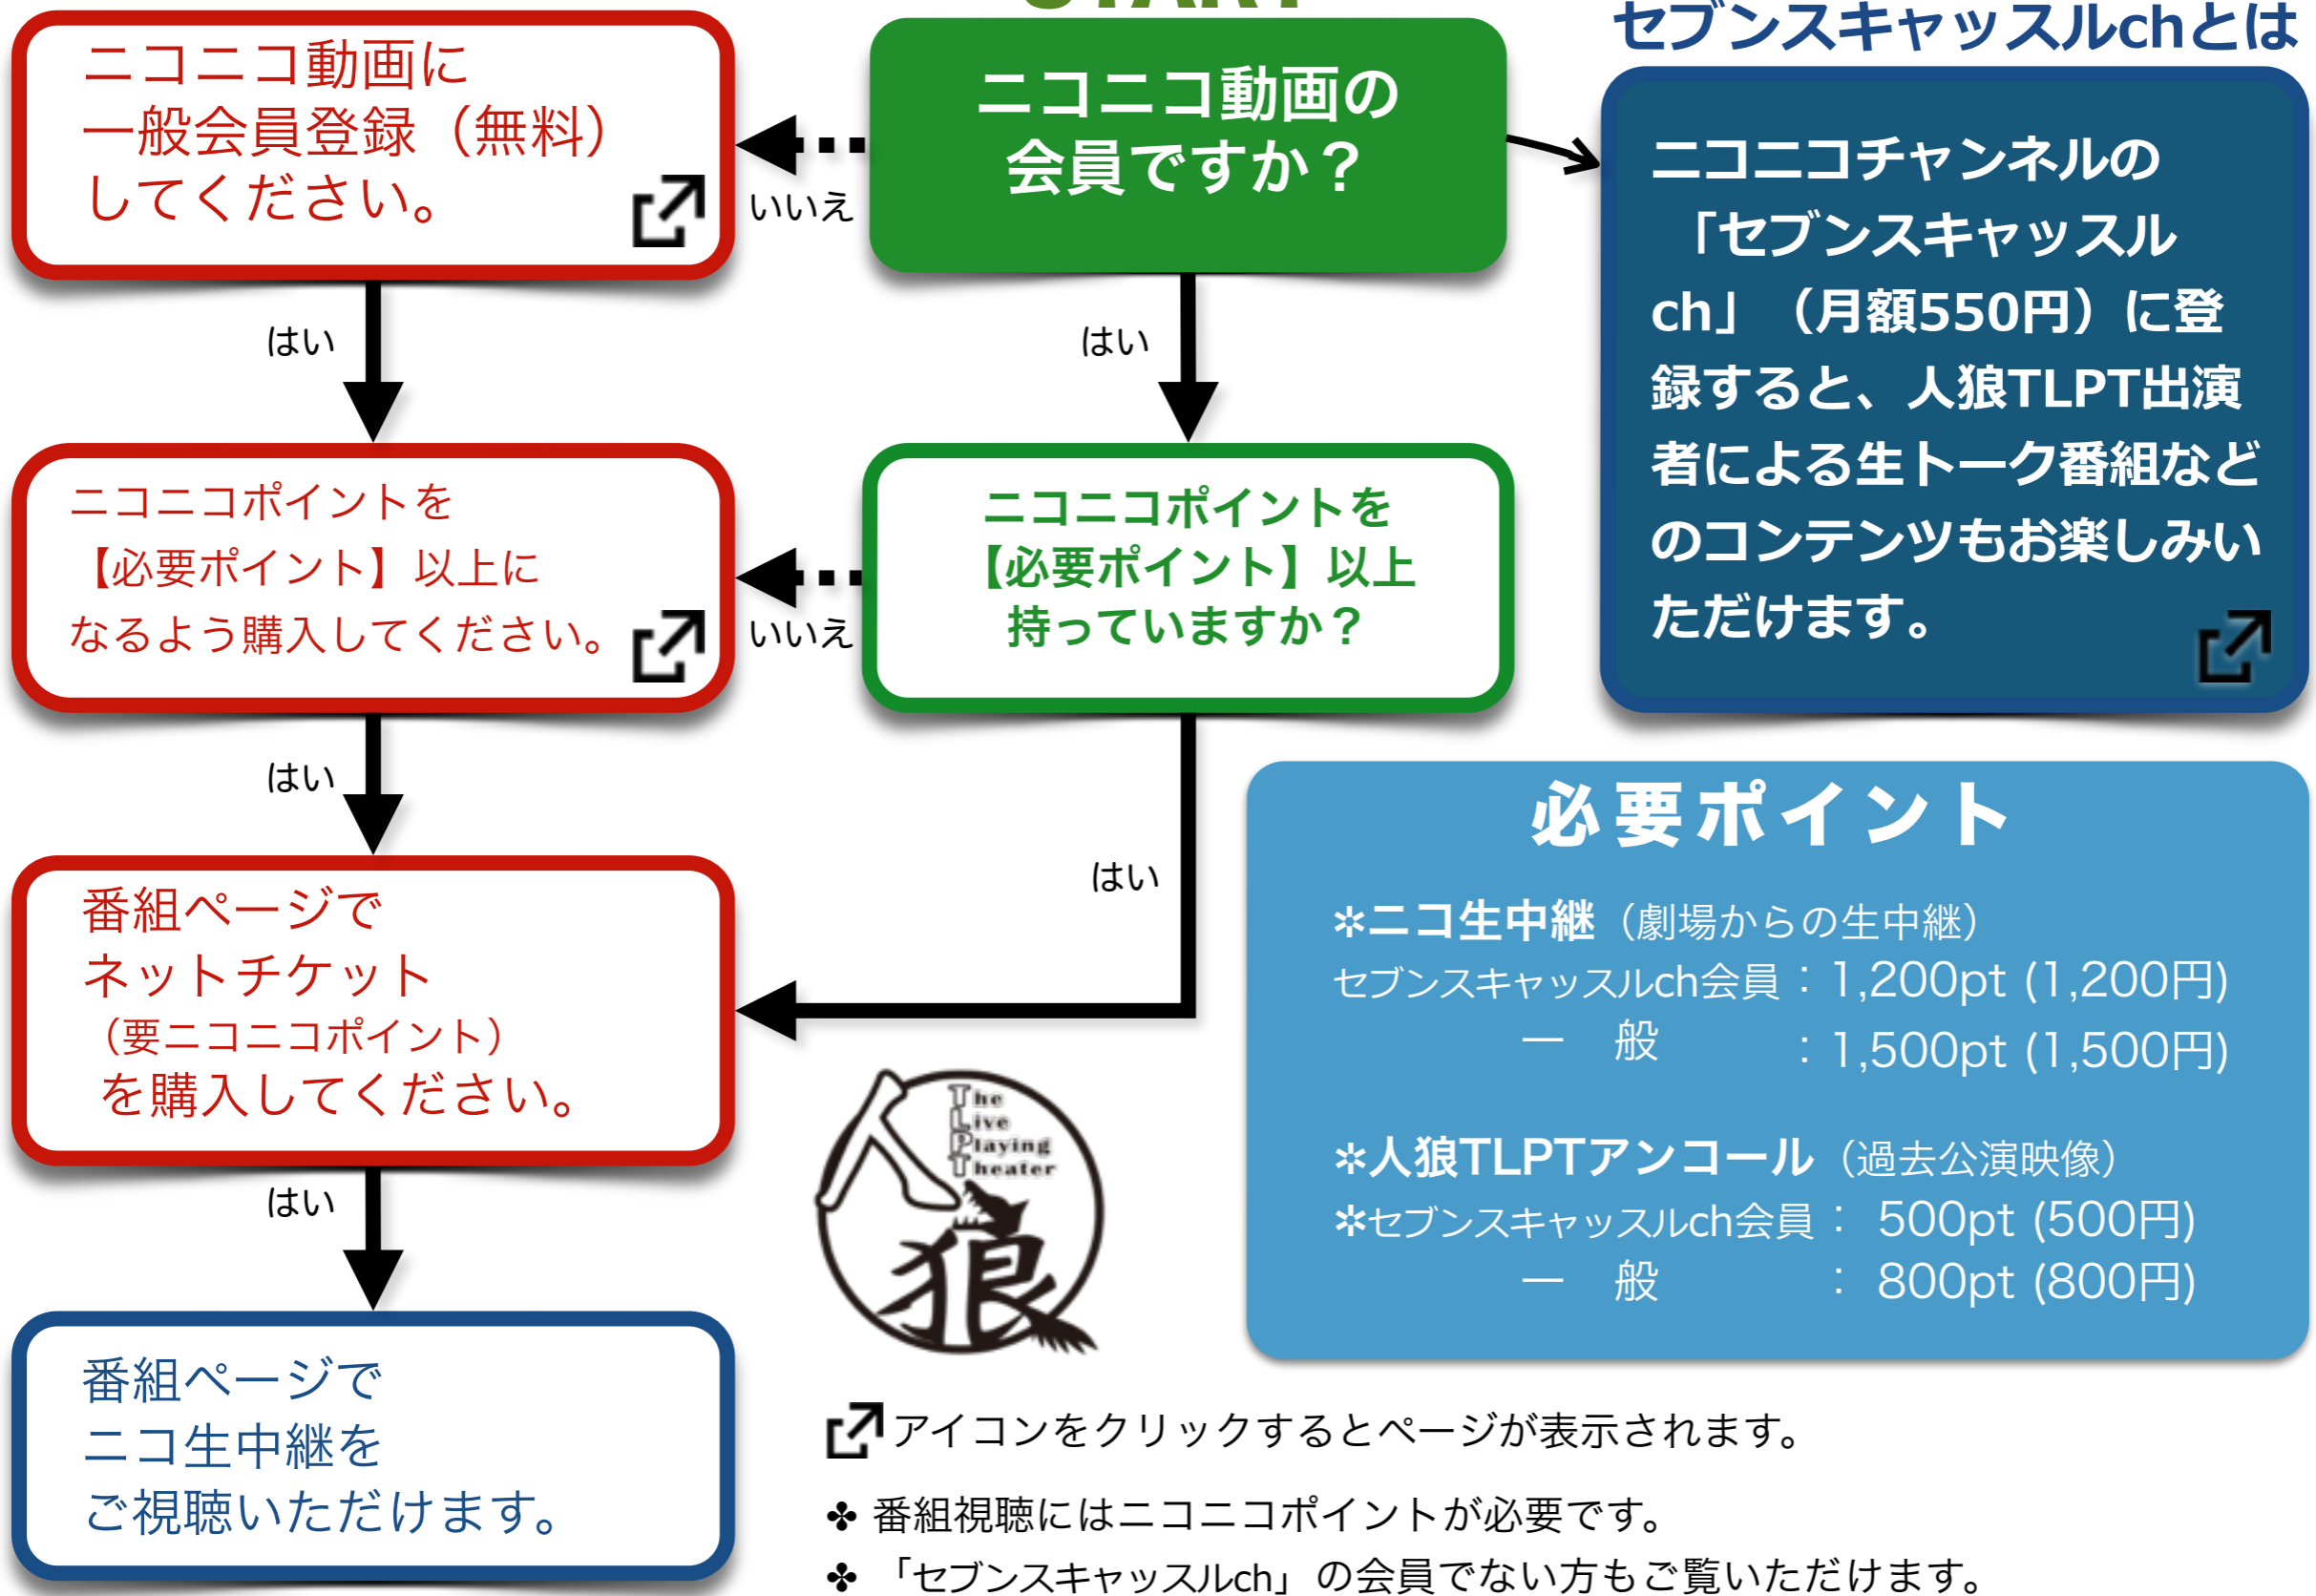 START
ニコニコ動画の
会員ですか？
いいえ
はい
ニコニコ動画に
一般会員登録（無料）
してください。
はい
ニコニコポイントを
【必要ポイント】以上
持っていますか？
いいえ
はい
ニコニコポイントを
【必要ポイント】以上に
なるよう購入してください。
はい
番組ページで
ネットチケット
（要ニコニコポイント）
を購入してください。
はい
番組ページで
ニコ生中継を
ご視聴いただけます。
セブンスキャッスルchとは
ニコニコチャンネルの
「セブンスキャッスル
ch」（月額550円）に登
録すると、人狼TLPT出演
者による生トーク番組など
のコンテンツもお楽しみい
ただけます。
必要ポイント
✲ニコ生中継（劇場からの生中継）
セブンスキャッスルch会員：1,200pt (1,200円)
一　般　：1,500pt (1,500円)
✲人狼TLPTアンコール（過去公演映像）
✲セブンスキャッスルch会員： 500pt (500円)
一　般　： 800pt (800円)
The
Live
Playing
Theater
人狼
アイコンをクリックするとページが表示されます。
✤ 番組視聴にはニコニコポイントが必要です。
✤ 「セブンスキャッスルch」の会員でない方もご覧いただけます。